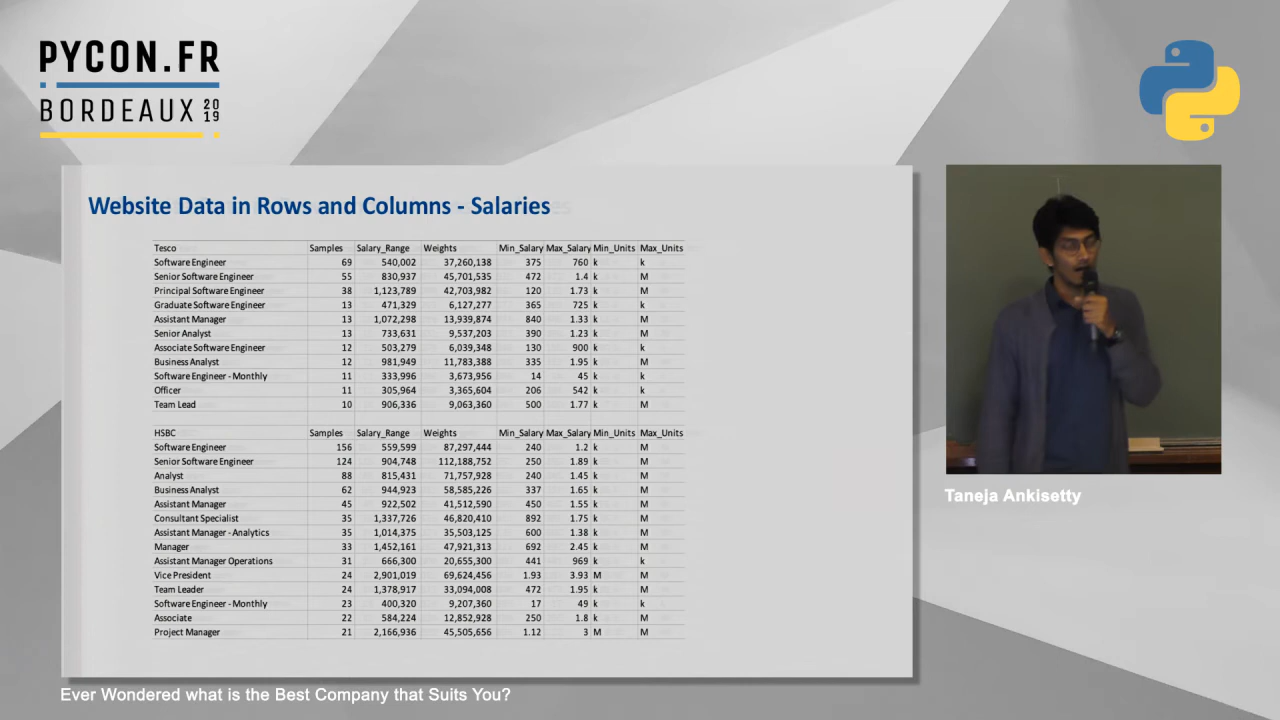 PYCON.FR
BORDEAUX 2019
Website Data in Rows and Columns - Salaries
Tesco Samples Salary_Range Weights Min_Salary Max_Salary Min_Units Max_Units
Software Engineer 69 540,002 37,260,138 375 760 k k
Senior Software Engineer 55 830,937 45,701,535 472 1.4 k M
Principal Software Engineer 38 1,123,789 42,703,982 120 1.73 k M
Graduate Software Engineer 13 471,329 6,127,277 365 725 k k
Assistant Manager 13 1,072,298 13,939,874 840 1.33 k M
Senior Analyst 13 733,631 9,537,203 390 1.23 k M
Associate Software Engineer 12 503,279 6,039,348 130 900 k k
Business Analyst 12 981,949 11,783,388 335 1.95 k M
Software Engineer - Monthly 11 333,996 3,673,956 14 45 k k
Officer 11 305,964 3,365,604 206 542 k k
Team Lead 10 906,336 9,063,360 500 1.77 k M
HSBC Samples Salary_Range Weights Min_Salary Max_Salary Min_Units Max_Units
Software Engineer 156 559,599 87,297,444 240 1.2 k M
Senior Software Engineer 124 904,748 112,188,752 250 1.89 k M
Analyst 88 815,431 71,757,928 240 1.45 k M
Business Analyst 62 944,923 58,585,226 337 1.65 k M
Assistant Manager 45 922,502 41,512,590 450 1.55 k M
Consultant Specialist 35 1,337,726 46,820,410 892 1.75 k M
Assistant Manager - Analytics 35 1,014,375 35,503,125 600 1.38 k M
Manager 33 1,452,161 47,921,313 692 2.45 k M
Assistant Manager Operations 31 666,300 20,655,300 441 969 k k
Vice President 24 2,901,019 69,624,456 1.93 3.93 M M
Team Leader 24 1,378,917 33,094,008 472 1.95 k M
Software Engineer - Monthly 23 400,320 9,207,360 17 49 k k
Associate 22 584,224 12,852,928 250 1.8 k M
Project Manager 21 2,166,936 45,505,656 1.12 3 M M
Taneja Ankisetty
Ever Wondered what is the Best Company that Suits You?